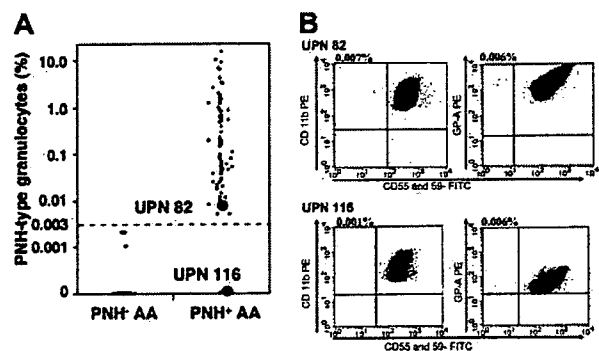 A
PNH-type granulocytes (%)
10.0
1.0
0.1
0.01
0.003
0.001
0
UPN 82
UPN 116
PNH- AA
PNH+ AA
B
UPN 82
0.007%
0.006%
CD 11b PE
GP-A PE
CD55 and 59- FITC
UPN 116
0.001%
0.006%
CD 11b PE
GP-A PE
CD55 and 59- FITC